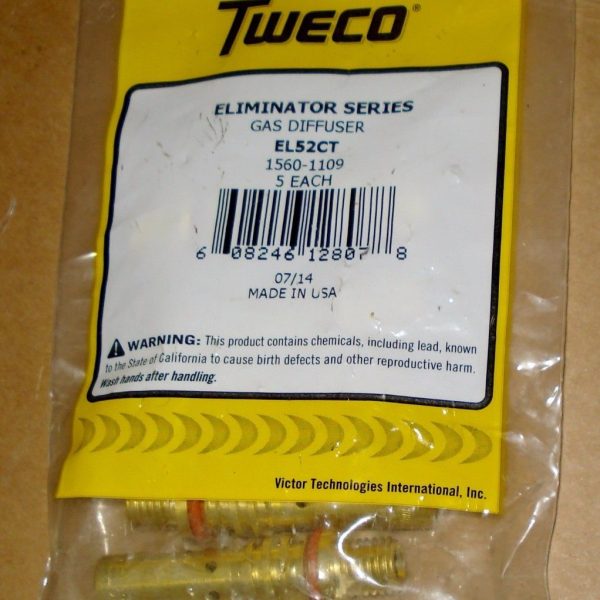 TWECO®
ELIMINATOR SERIES
GAS DIFFUSER
EL52CT
1560-1109
5 EACH
6 08246 12807 8
07/14
MADE IN USA
WARNING: This product contains chemicals, including lead, known
to the State of California to cause birth defects and other reproductive harm.
Wash hands after handling.
Victor Technologies International, Inc.